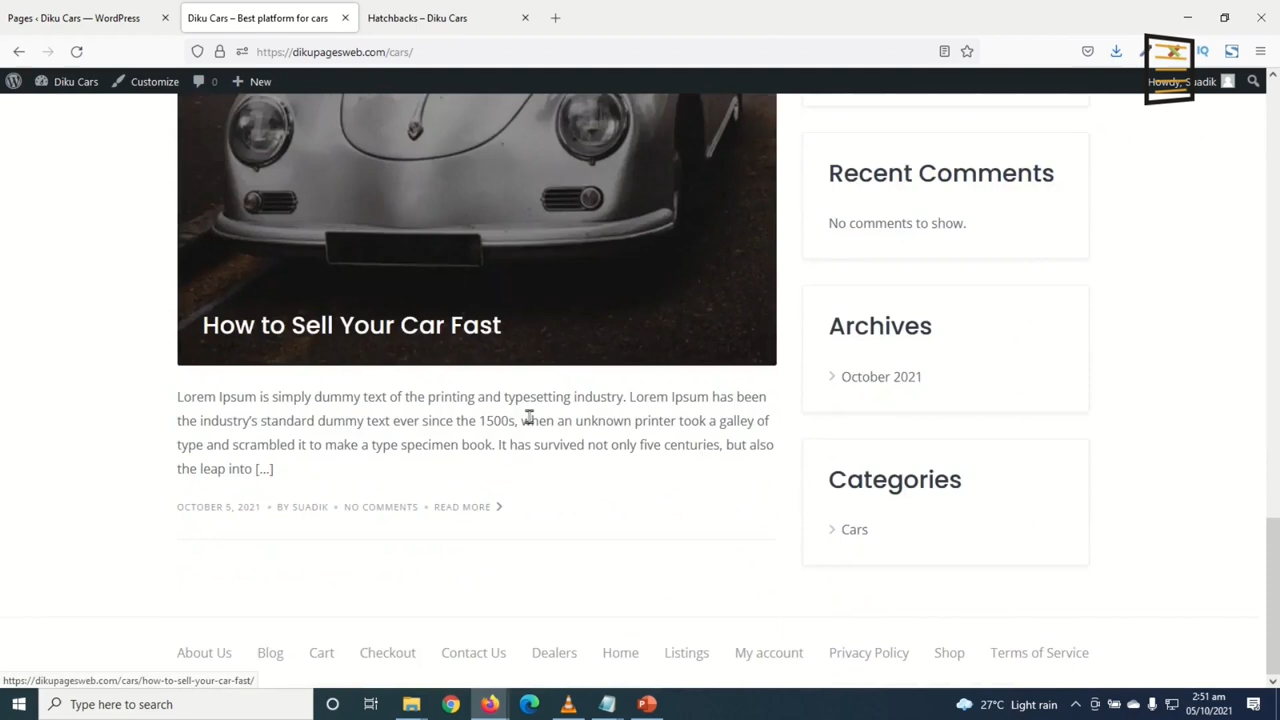 Pages ‹ Diku Cars — WordPress
Diku Cars – Best platform for cars
Hatchbacks – Diku Cars
https://dikupagesweb.com/cars/
IQ
Diku Cars
Customize
0
New
Howdy, Suadik
How to Sell Your Car Fast
Lorem Ipsum is simply dummy text of the printing and typesetting industry. Lorem Ipsum has been
the industry’s standard dummy text ever since the 1500s, when an unknown printer took a galley of
type and scrambled it to make a type specimen book. It has survived not only five centuries, but also
the leap into [...]
OCTOBER 5, 2021 • BY SUADIK • NO COMMENTS • READ MORE
Recent Comments
No comments to show.
Archives
October 2021
Categories
Cars
About Us Blog Cart Checkout Contact Us Dealers Home Listings My account Privacy Policy Shop Terms of Service
https://dikupagesweb.com/cars/how-to-sell-your-car-fast/
Type here to search
27°C Light rain
2:51 am
05/10/2021